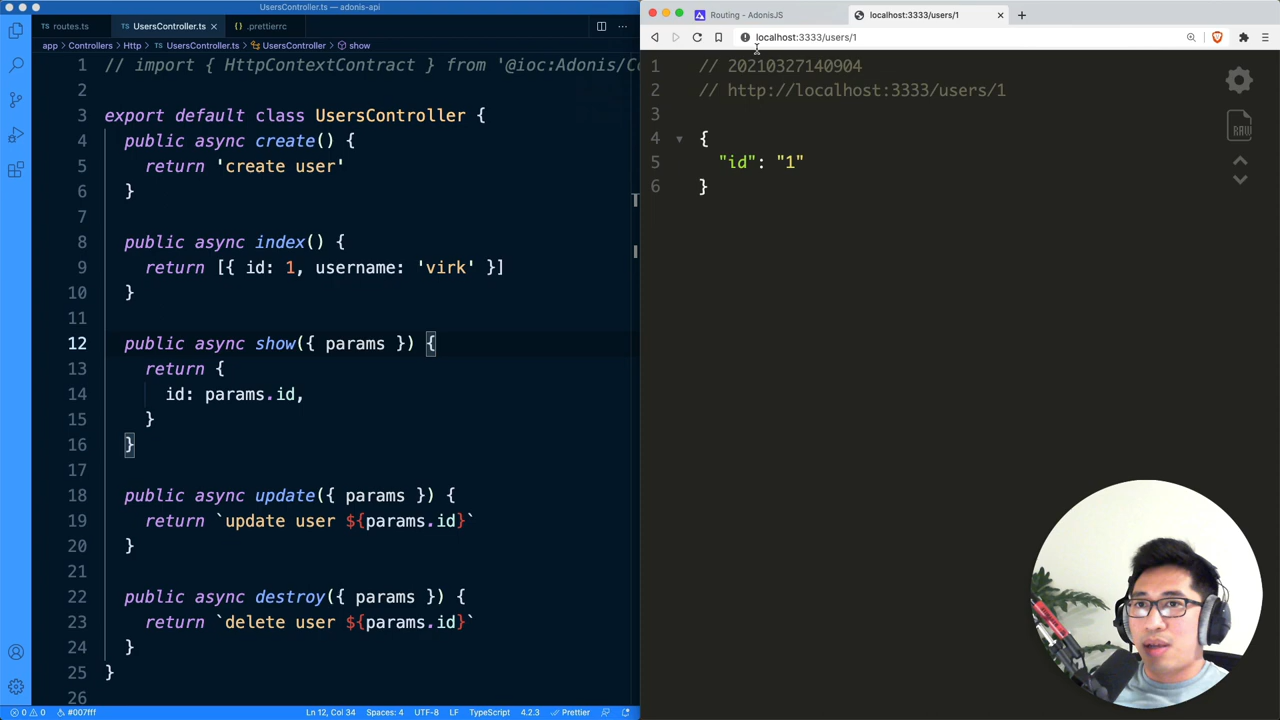 UsersController.ts — adonis-api
routes.ts
UsersController.ts
{} .prettierrc
app › Controllers › Http › UsersController.ts › UsersController › show
1 // import { HttpContextContract } from '@ioc:Adonis/Co
2
3 export default class UsersController {
4 public async create() {
5 return 'create user'
6 }
7
8 public async index() {
9 return [{ id: 1, username: 'virk' }]
10 }
11
12 public async show({ params }) {
13 return {
14 id: params.id,
15 }
16 }
17
18 public async update({ params }) {
19 return `update user ${params.id}`
20 }
21
22 public async destroy({ params }) {
23 return `delete user ${params.id}`
24 }
25 }
26
0 0 #007fff Ln 12, Col 34 Spaces: 4 UTF-8 LF TypeScript 4.2.3 Prettier
Routing - AdonisJS
localhost:3333/users/1
localhost:3333/users/1
1 // 20210327140904
2 // http://localhost:3333/users/1
3
4 {
5 "id": "1"
6 }
RAW